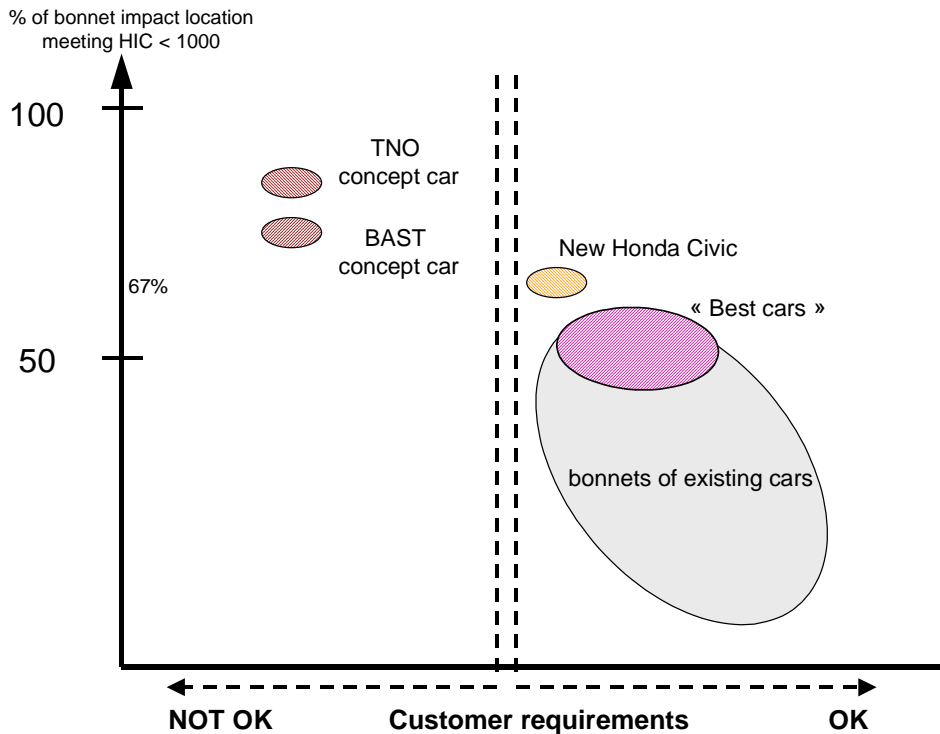 % of bonnet impact location
meeting HIC < 1000
100
TNO
concept car
BAST
concept car
New Honda Civic
67%
« Best cars »
50
bonnets of existing cars
NOT OK
Customer requirements
OK